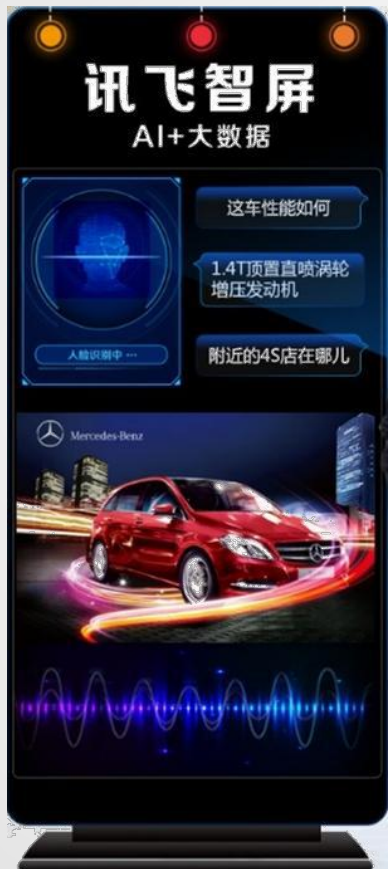 讯飞智屏
AI+大数据
这车性能如何
1.4T顶置直喷涡轮
增压发动机
人脸识别中 ···
附近的4S店在哪儿
Mercedes-Benz